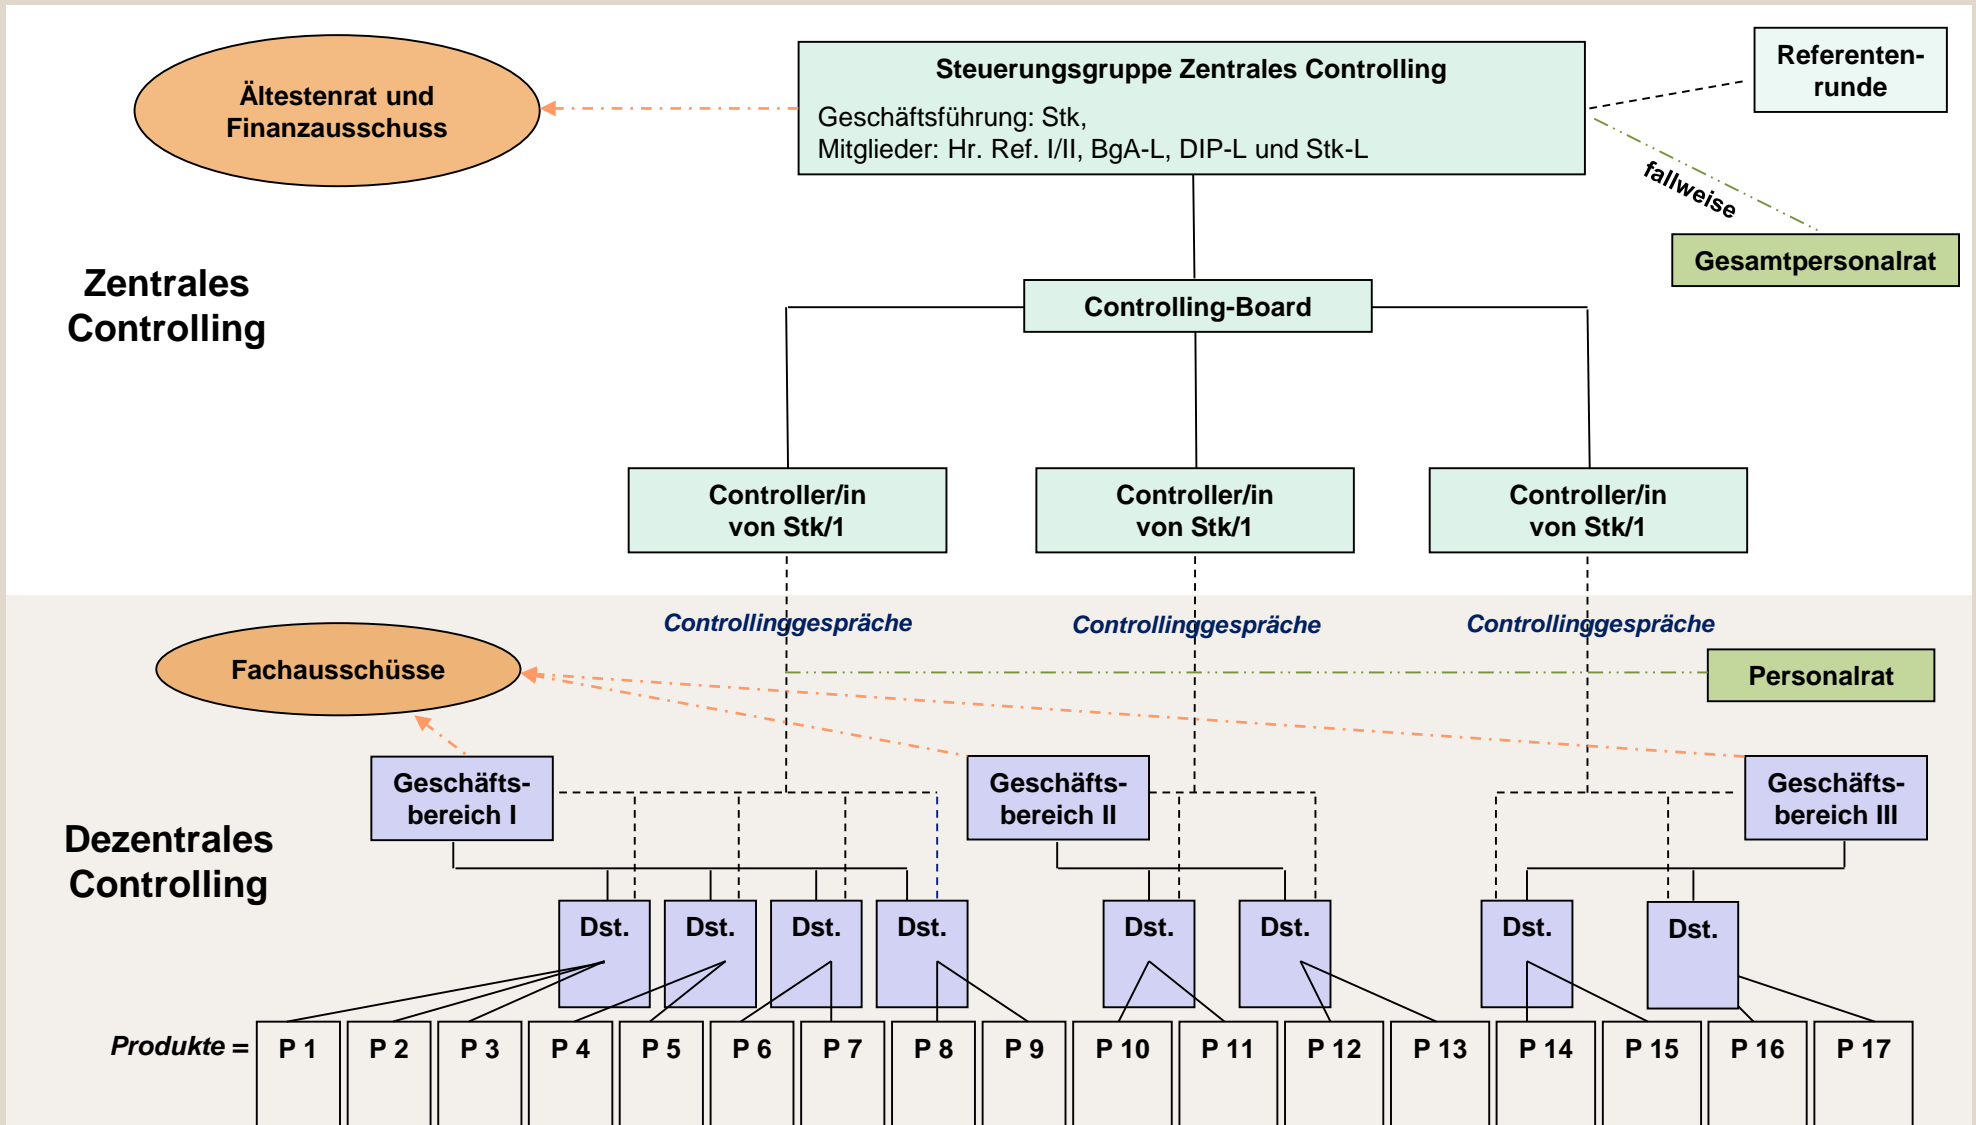 Ältestenrat und
Finanzausschuss
Steuerungsgruppe Zentrales Controlling
Geschäftsführung: Stk,
Mitglieder: Hr. Ref. I/II, BgA-L, DIP-L und Stk-L
Referenten-
runde
fallweise
Gesamtpersonalrat
Zentrales
Controlling
Controlling-Board
Controller/in
von Stk/1
Controller/in
von Stk/1
Controller/in
von Stk/1
Controllinggespräche
Controllinggespräche
Controllinggespräche
Fachausschüsse
Personalrat
Geschäfts-
bereich I
Geschäfts-
bereich II
Geschäfts-
bereich III
Dezentrales
Controlling
Dst.
Dst.
Dst.
Dst.
Dst.
Dst.
Dst.
Dst.
Produkte =
P 1
P 2
P 3
P 4
P 5
P 6
P 7
P 8
P 9
P 10
P 11
P 12
P 13
P 14
P 15
P 16
P 17